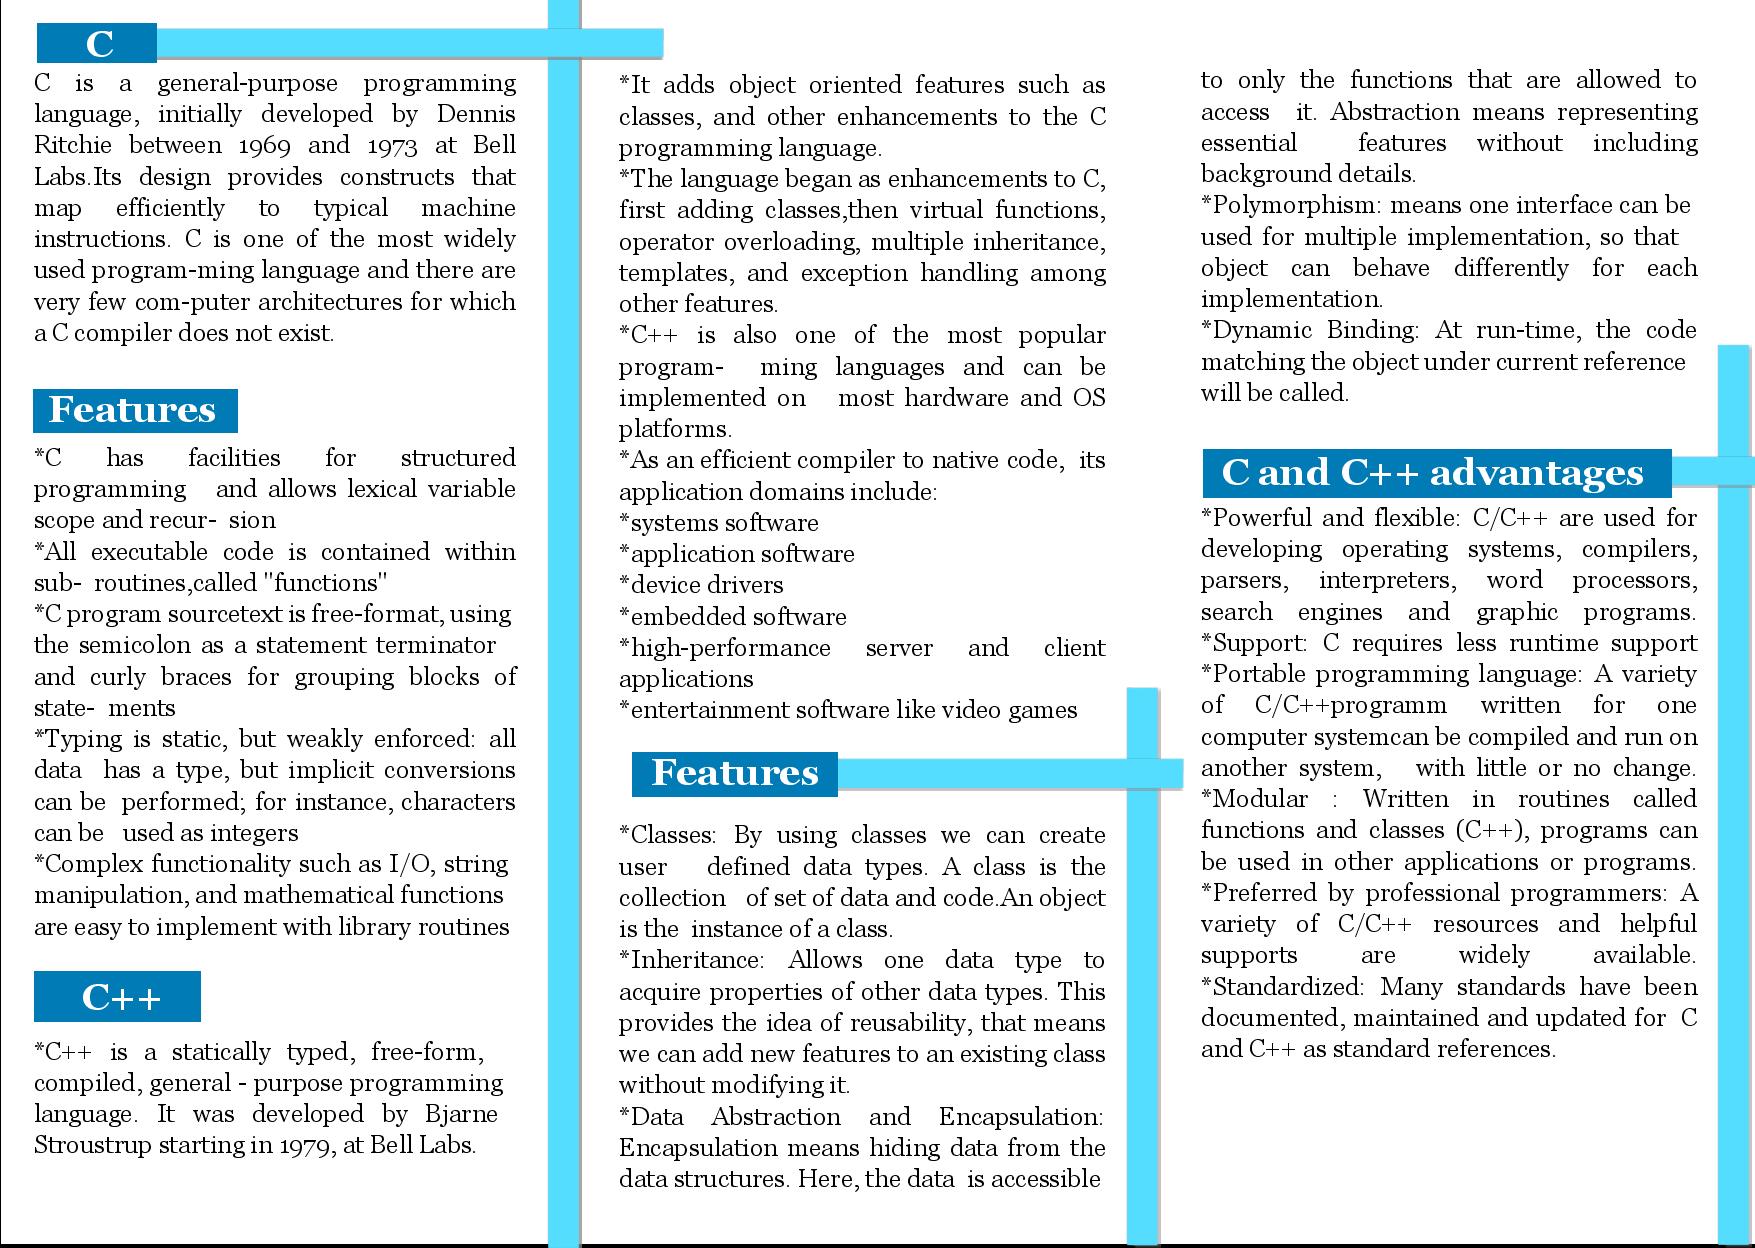 C
C is a general-purpose programming
language, initially developed by Dennis
Ritchie between 1969 and 1973 at Bell
Labs.Its design provides constructs that
map efficiently to typical machine
instructions. C is one of the most widely
used program-ming language and there are
very few com-puter architectures for which
a C compiler does not exist.
Features
*C has facilities for structured
programming and allows lexical variable
scope and recur- sion
*All executable code is contained within
sub- routines,called "functions"
*C program sourcetext is free-format, using
the semicolon as a statement terminator
and curly braces for grouping blocks of
state- ments
*Typing is static, but weakly enforced: all
data has a type, but implicit conversions
can be performed; for instance, characters
can be used as integers
*Complex functionality such as I/O, string
manipulation, and mathematical functions
are easy to implement with library routines
C++
*C++ is a statically typed, free-form,
compiled, general - purpose programming
language. It was developed by Bjarne
Stroustrup starting in 1979, at Bell Labs.
*It adds object oriented features such as
classes, and other enhancements to the C
programming language.
*The language began as enhancements to C,
first adding classes,then virtual functions,
operator overloading, multiple inheritance,
templates, and exception handling among
other features.
*C++ is also one of the most popular
program- ming languages and can be
implemented on most hardware and OS
platforms.
*As an efficient compiler to native code, its
application domains include:
*systems software
*application software
*device drivers
*embedded software
*high-performance server and client
applications
*entertainment software like video games
Features
*Classes: By using classes we can create
user defined data types. A class is the
collection of set of data and code.An object
is the instance of a class.
*Inheritance: Allows one data type to
acquire properties of other data types. This
provides the idea of reusability, that means
we can add new features to an existing class
without modifying it.
*Data Abstraction and Encapsulation:
Encapsulation means hiding data from the
data structures. Here, the data is accessible
to only the functions that are allowed to
access it. Abstraction means representing
essential features without including
background details.
*Polymorphism: means one interface can be
used for multiple implementation, so that
object can behave differently for each
implementation.
*Dynamic Binding: At run-time, the code
matching the object under current reference
will be called.
C and C++ advantages
*Powerful and flexible: C/C++ are used for
developing operating systems, compilers,
parsers, interpreters, word processors,
search engines and graphic programs.
*Support: C requires less runtime support
*Portable programming language: A variety
of C/C++programm written for one
computer systemcan be compiled and run on
another system, with little or no change.
*Modular : Written in routines called
functions and classes (C++), programs can
be used in other applications or programs.
*Preferred by professional programmers: A
variety of C/C++ resources and helpful
supports are widely available.
*Standardized: Many standards have been
documented, maintained and updated for C
and C++ as standard references.